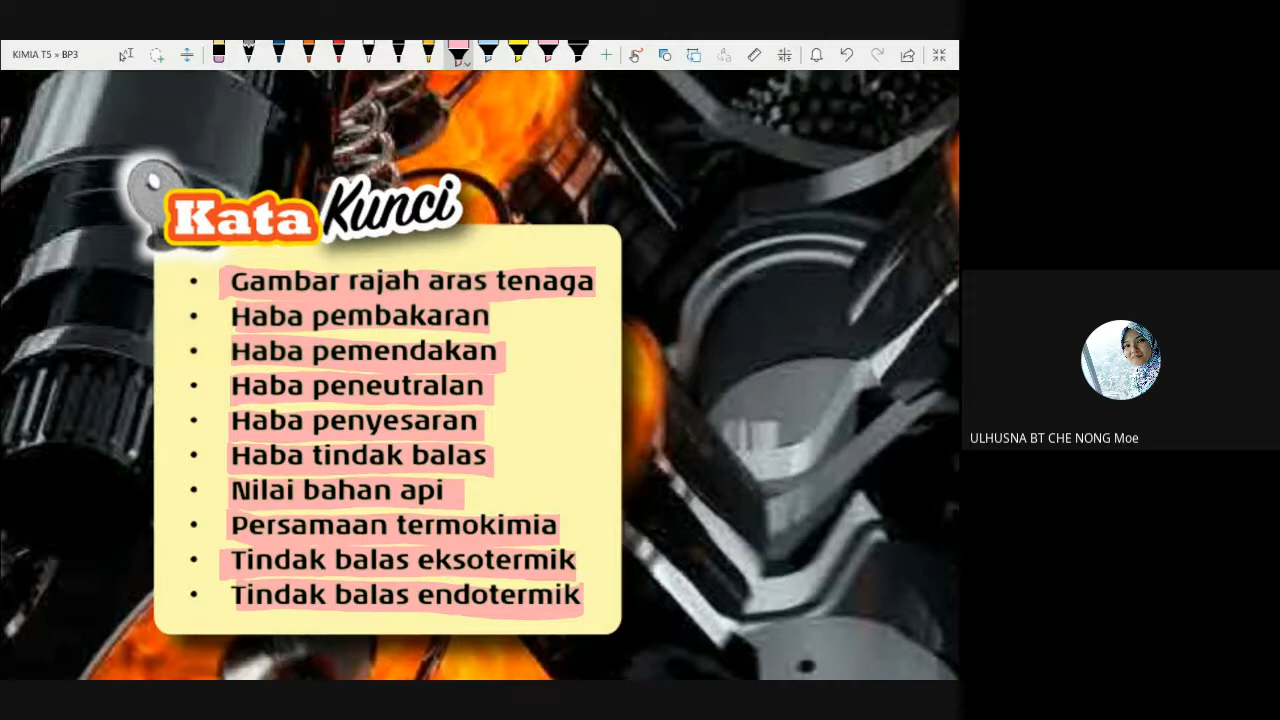 KIMIA T5 » BP3
Kata Kunci
• Gambar rajah aras tenaga
• Haba pembakaran
• Haba pemendakan
• Haba peneutralan
• Haba penyesaran
• Haba tindak balas
• Nilai bahan api
• Persamaan termokimia
• Tindak balas eksotermik
• Tindak balas endotermik
ULHUSNA BT CHE NONG Moe